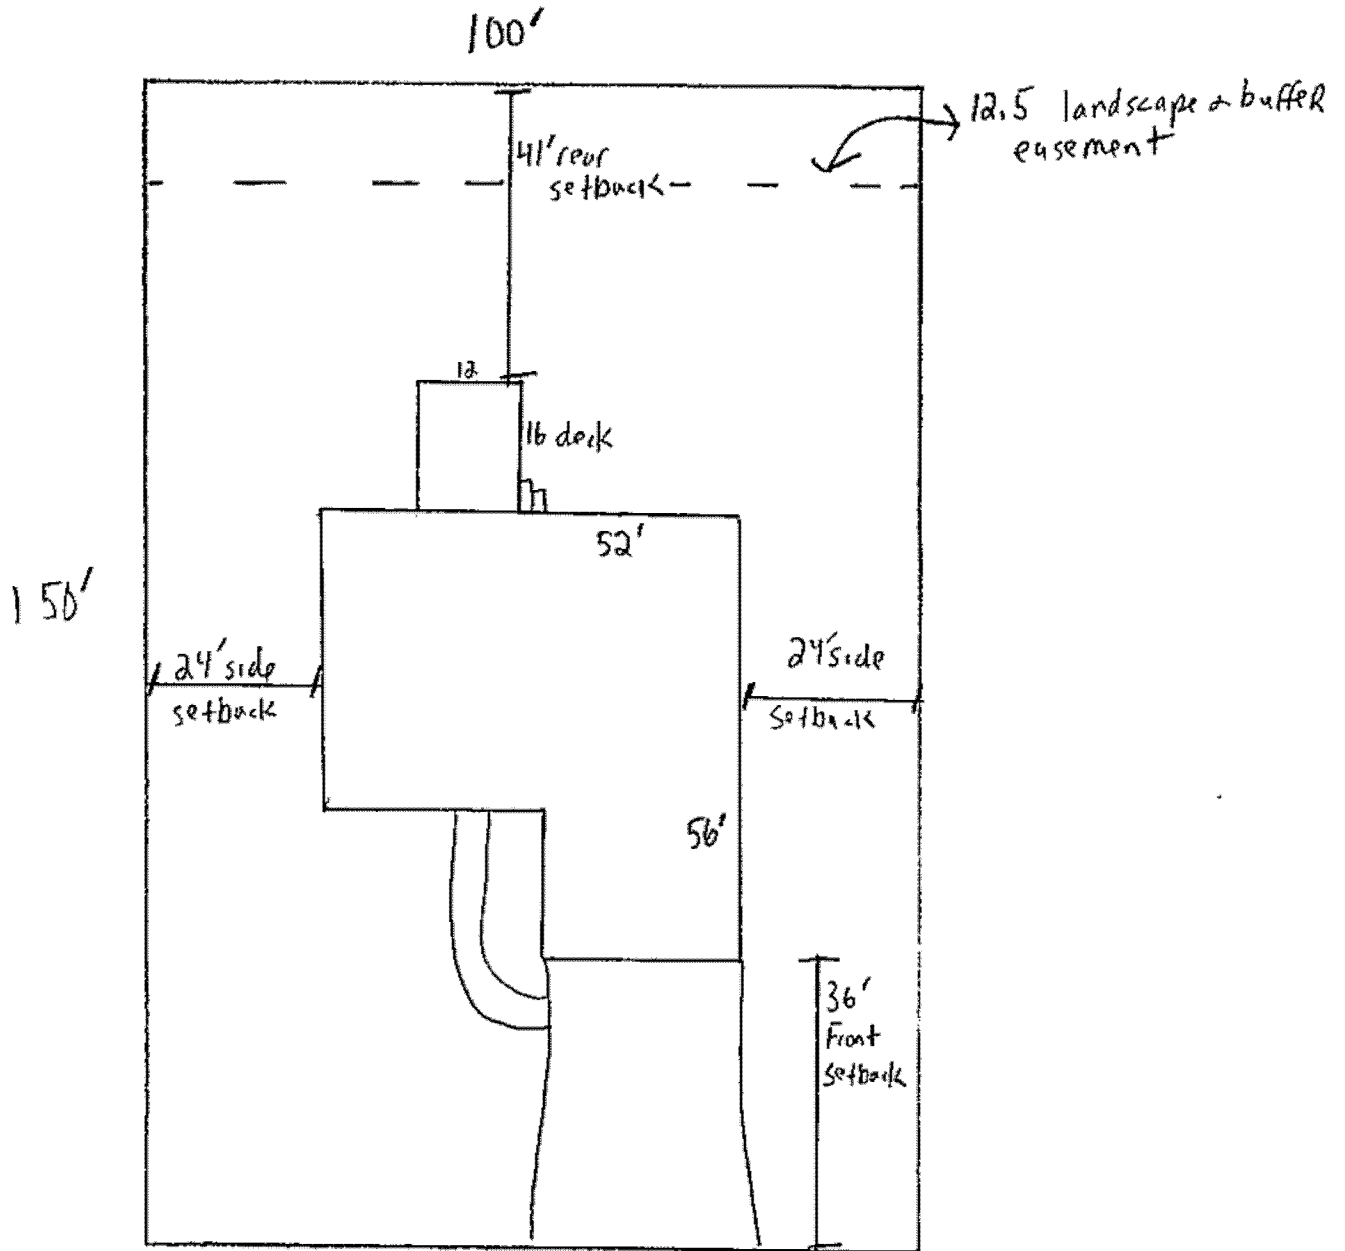 100'
12.5 landscape & buffer
easement
41' rear
setback
12
16 deck
52'
150'
24' side
setback
24' side
setback
56'
36'
Front
setback